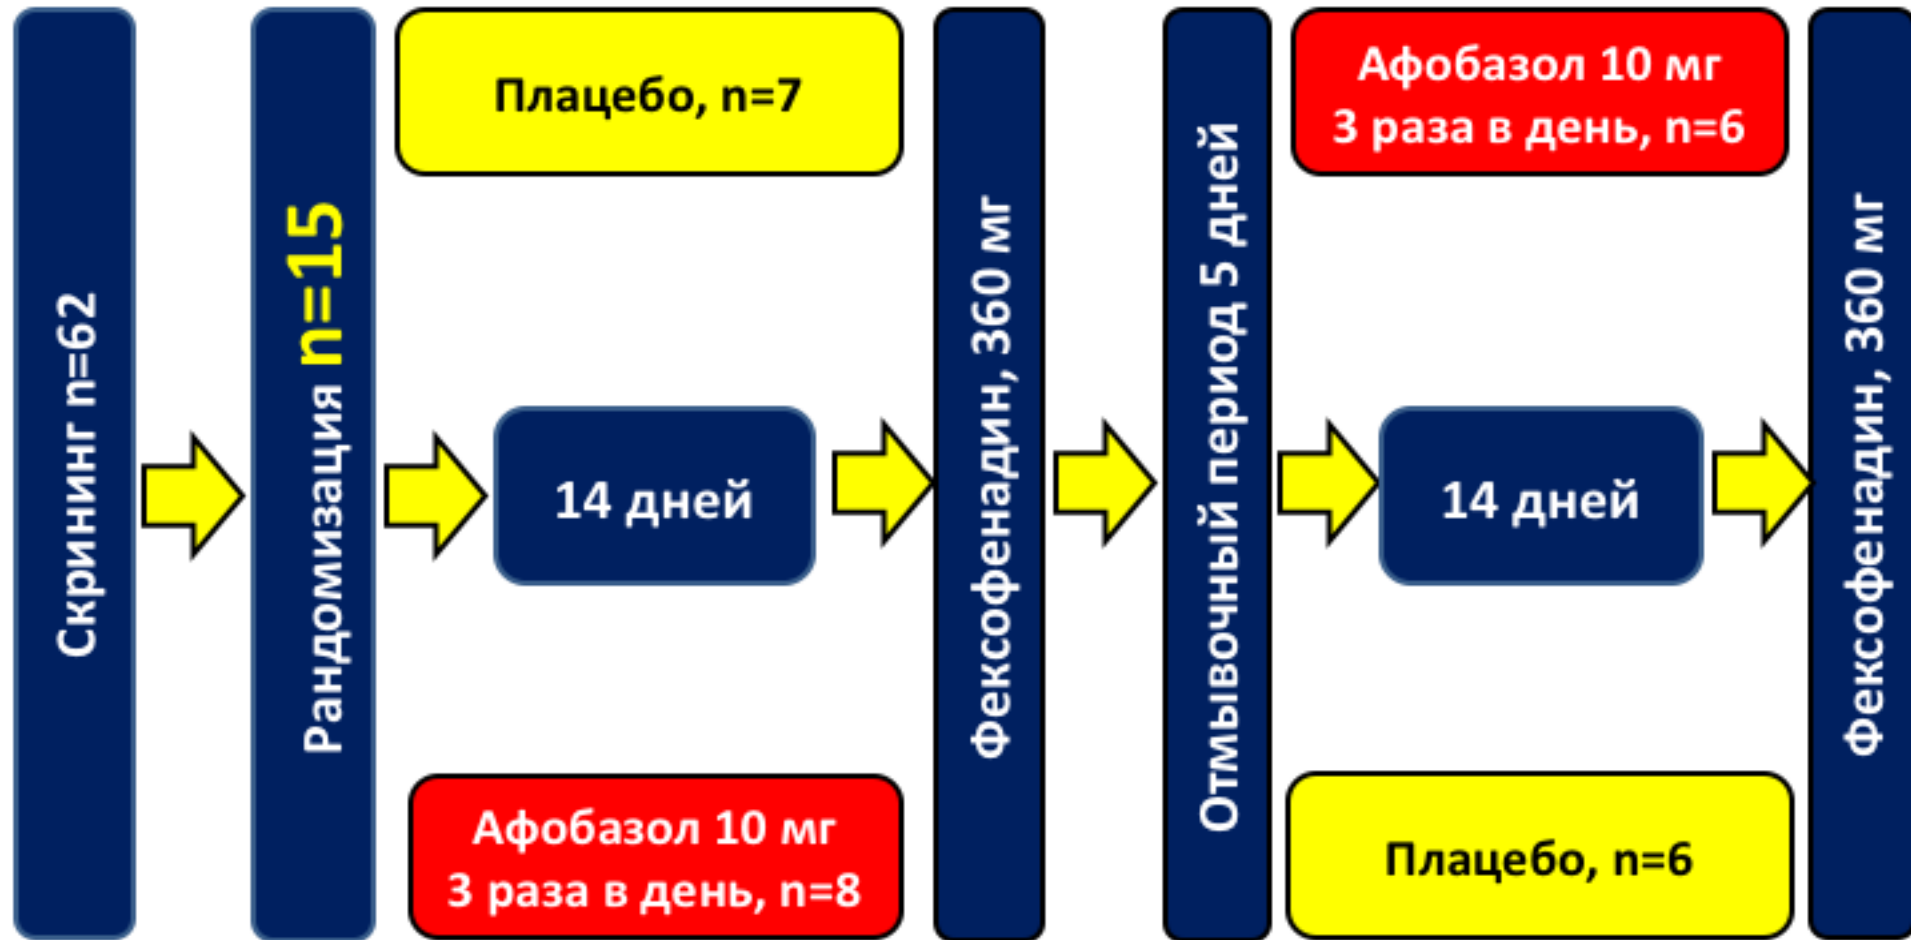 Скрининг n=62
Рандомизация n=15
Плацебо, n=7
14 дней
Афобазол 10 мг
3 раза в день, n=8
Фексофенадин, 360 мг
Отмывочный период 5 дней
Афобазол 10 мг
3 раза в день, n=6
14 дней
Плацебо, n=6
Фексофенадин, 360 мг